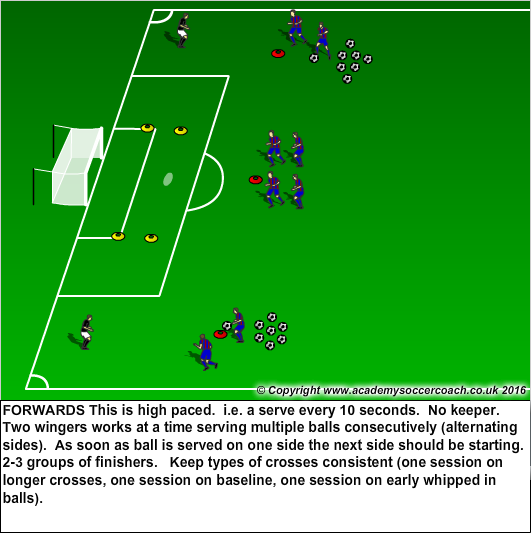 © Copyright www.academysoccercoach.co.uk 2016
FORWARDS This is high paced.  i.e. a serve every 10 seconds.  No keeper.
Two wingers works at a time serving multiple balls consecutively (alternating
sides).  As soon as ball is served on one side the next side should be starting.
2-3 groups of finishers.   Keep types of crosses consistent (one session on
longer crosses, one session on baseline, one session on early whipped in
balls).